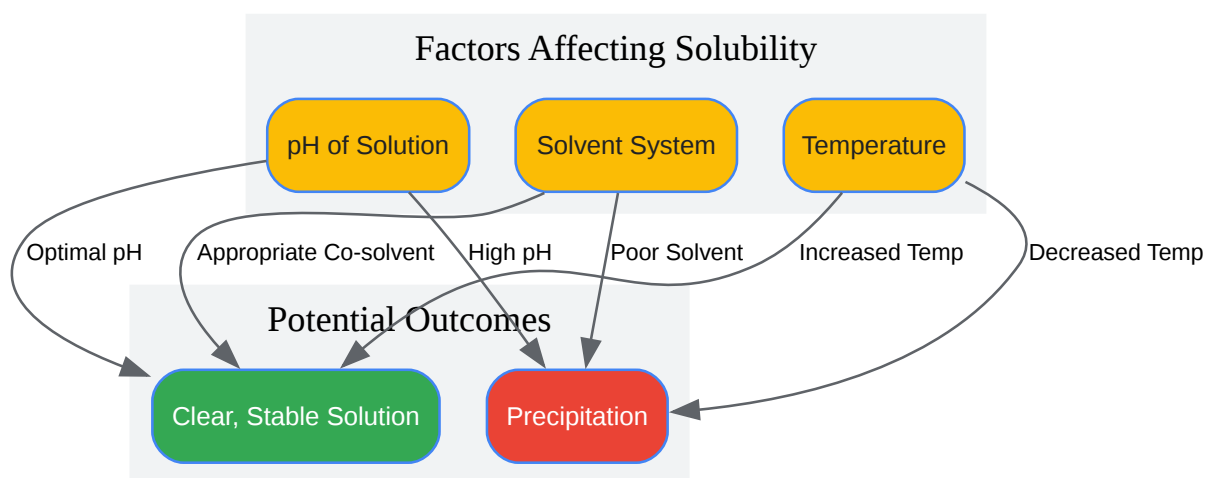 Factors Affecting Solubility
pH of Solution
Solvent System
Temperature
Optimal pH
Appropriate Co-solvent
High pH
Poor Solvent
Increased Temp
Decreased Temp
Potential Outcomes
Clear, Stable Solution
Precipitation